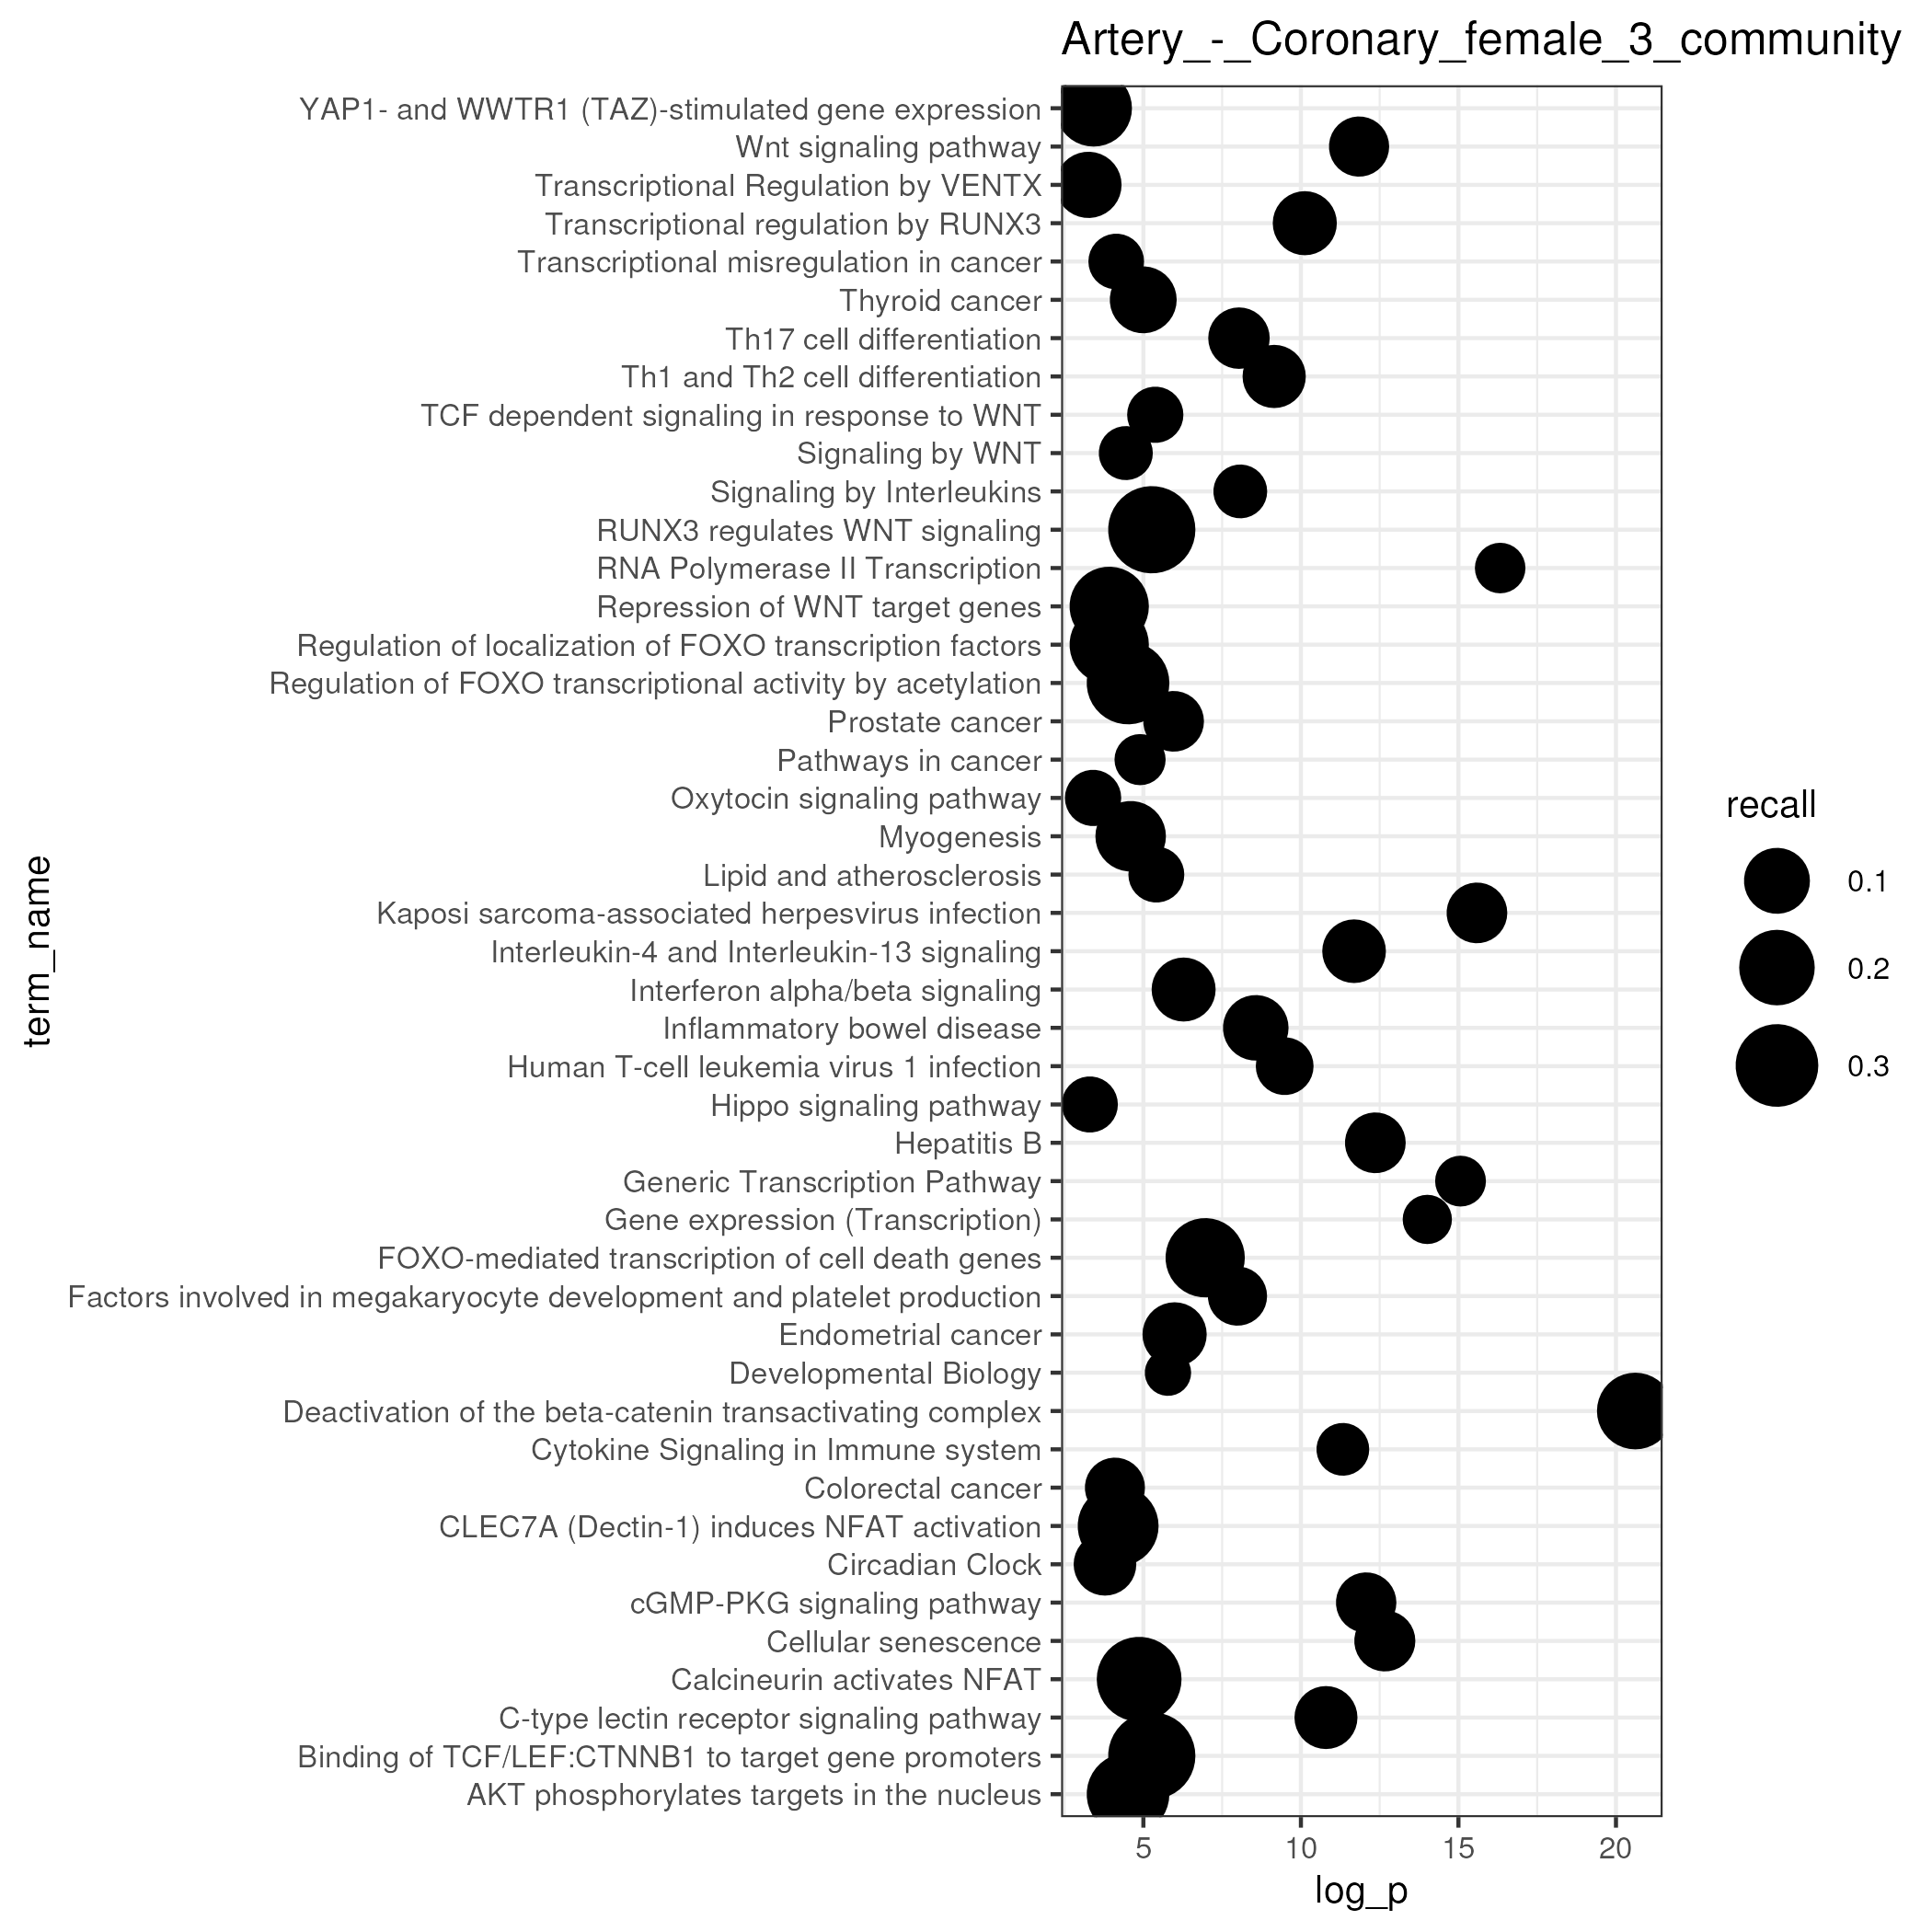 Artery_-_Coronary_female_3_community
YAP1- and WWTR1 (TAZ)-stimulated gene expression
Wnt signaling pathway
Transcriptional Regulation by VENTX
Transcriptional regulation by RUNX3
Transcriptional misregulation in cancer
Thyroid cancer
Th17 cell differentiation
Th1 and Th2 cell differentiation
TCF dependent signaling in response to WNT
Signaling by WNT
Signaling by Interleukins
RUNX3 regulates WNT signaling
RNA Polymerase II Transcription
Repression of WNT target genes
Regulation of localization of FOXO transcription factors
Regulation of FOXO transcriptional activity by acetylation
Prostate cancer
Pathways in cancer
Oxytocin signaling pathway
Myogenesis
Lipid and atherosclerosis
Kaposi sarcoma-associated herpesvirus infection
Interleukin-4 and Interleukin-13 signaling
Interferon alpha/beta signaling
Inflammatory bowel disease
Human T-cell leukemia virus 1 infection
Hippo signaling pathway
Hepatitis B
Generic Transcription Pathway
Gene expression (Transcription)
FOXO-mediated transcription of cell death genes
Factors involved in megakaryocyte development and platelet production
Endometrial cancer
Developmental Biology
Deactivation of the beta-catenin transactivating complex
Cytokine Signaling in Immune system
Colorectal cancer
CLEC7A (Dectin-1) induces NFAT activation
Circadian Clock
cGMP-PKG signaling pathway
Cellular senescence
Calcineurin activates NFAT
C-type lectin receptor signaling pathway
Binding of TCF/LEF:CTNNB1 to target gene promoters
AKT phosphorylates targets in the nucleus
term_name
5 10 15 20
log_p
recall
0.1
0.2
0.3